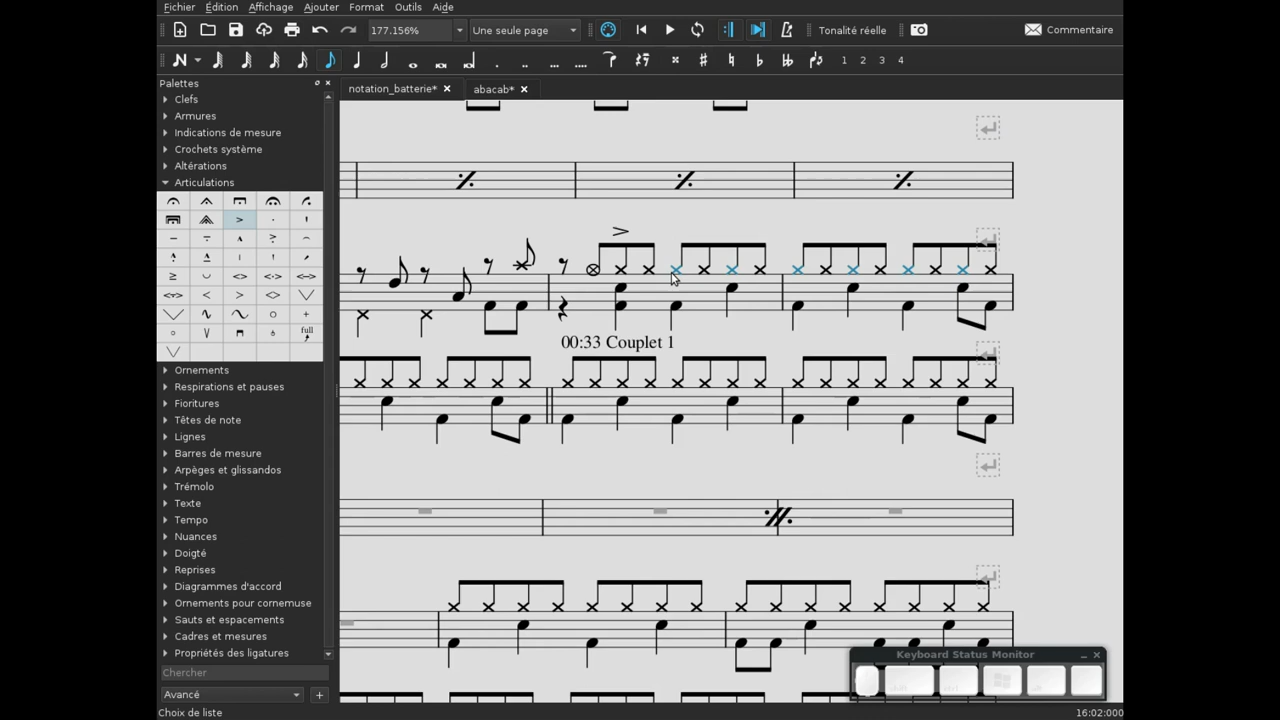 Fichier Édition Affichage Ajouter Format Outils Aide
177.156% Une seule page Tonalité réelle Commentaire
1 2 3 4
Palettes
notation_batterie* abacab*
Clefs
Armures
Indications de mesure
Crochets système
Altérations
Articulations
full
Ornements
Respirations et pauses
Fioritures
Têtes de note
Lignes
Barres de mesure
Arpèges et glissandos
Trémolo
Texte
Tempo
Nuances
Doigté
Reprises
Diagrammes d'accord
Ornements pour cornemuse
Sauts et espacements
Cadres et mesures
Propriétés des ligatures
Chercher
Avancé
Choix de liste
00:33 Couplet 1
Keyboard Status Monitor
16:02:000